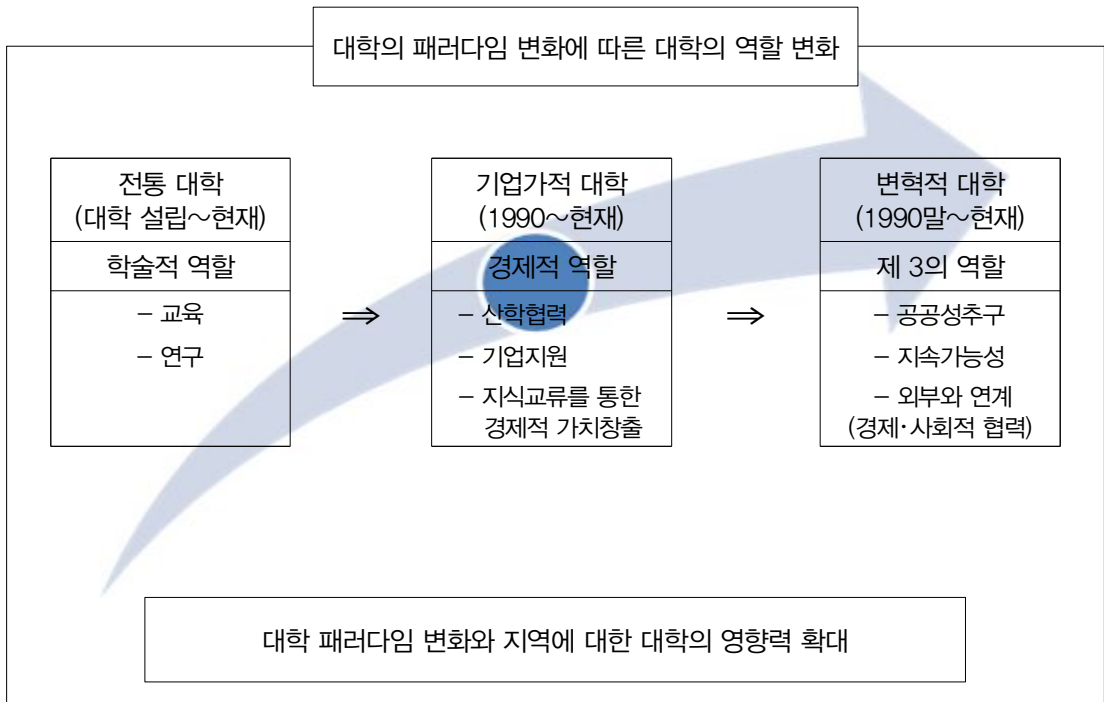 대학의 패러다임 변화에 따른 대학의 역할 변화
전통 대학
(대학 설립～현재)
학술적 역할
– 교육
– 연구
⇒
기업가적 대학
(1990～현재)
경제적 역할
– 산학협력
– 기업지원
– 지식교류를 통한
경제적 가치창출
⇒
변혁적 대학
(1990말～현재)
제 3의 역할
– 공공성추구
– 지속가능성
– 외부와 연계
(경제·사회적 협력)
대학 패러다임 변화와 지역에 대한 대학의 영향력 확대